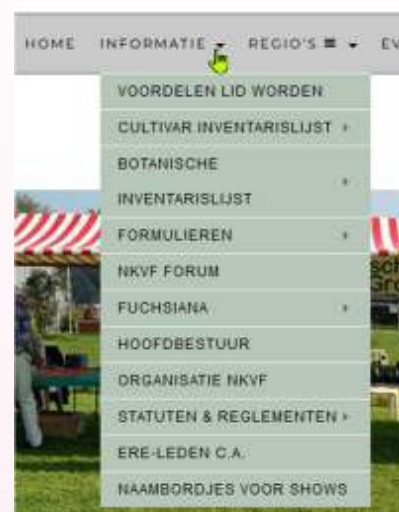 HOME INFORMATIE REGIO'S EV
VOORDELEN LID WORDEN
CULTIVAR INVENTARISLIJST
BOTANISCHE
INVENTARISLIJST
FORMULIEREN
NKVF FORUM
FUCHSIANA
HOOFDBESTUUR
ORGANISATIE NKVF
STATUTEN & REGLEMENTEN
ERE-LEDEN C.A.
NAAMBORDJES VOOR SHOWS